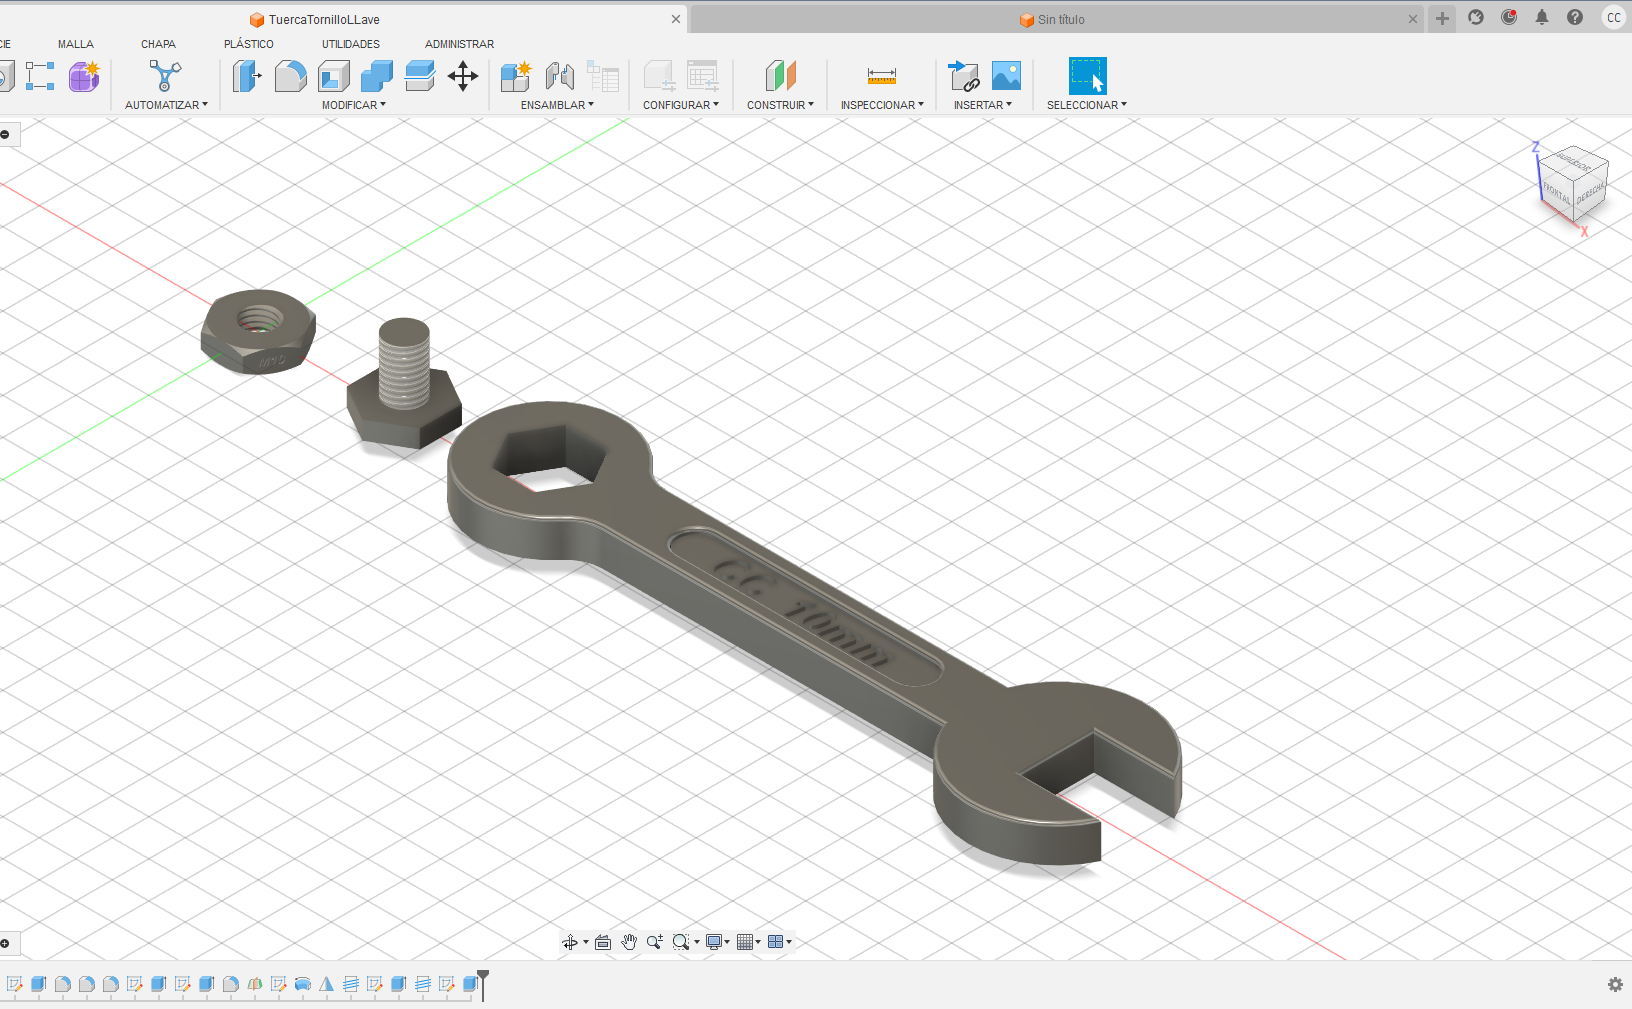 TuercaTornilloLLave
Sin título
CC
CIE
MALLA
CHAPA
PLÁSTICO
UTILIDADES
ADMINISTRAR
AUTOMATIZAR
MODIFICAR
ENSAMBLAR
CONFIGURAR
CONSTRUIR
INSPECCIONAR
INSERTAR
SELECCIONAR
Z
SUPERIOR
FRONTAL
DERECHA
X
M10
CC 10mm